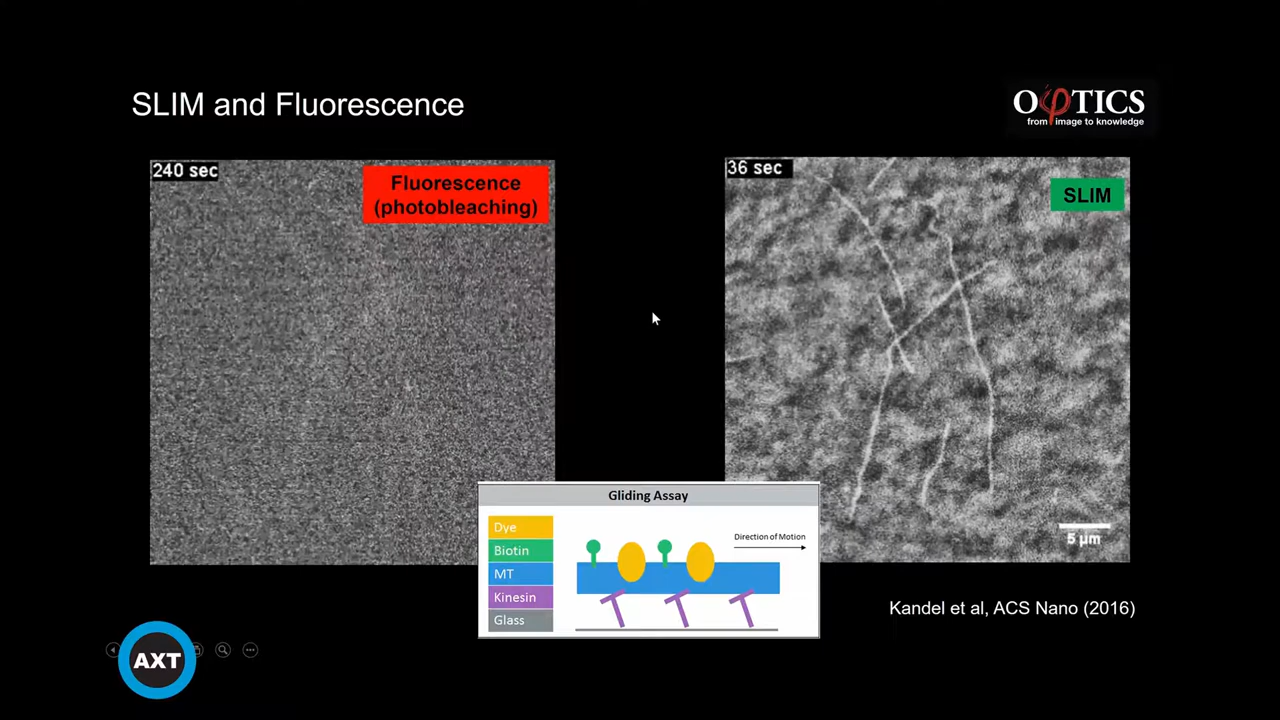 SLIM and Fluorescence
OφTICS
from image to knowledge
240 sec
Fluorescence
(photobleaching)
36 sec
SLIM
5 µm
Gliding Assay
Dye
Biotin
MT
Kinesin
Glass
Direction of Motion
Kandel et al, ACS Nano (2016)
AXT